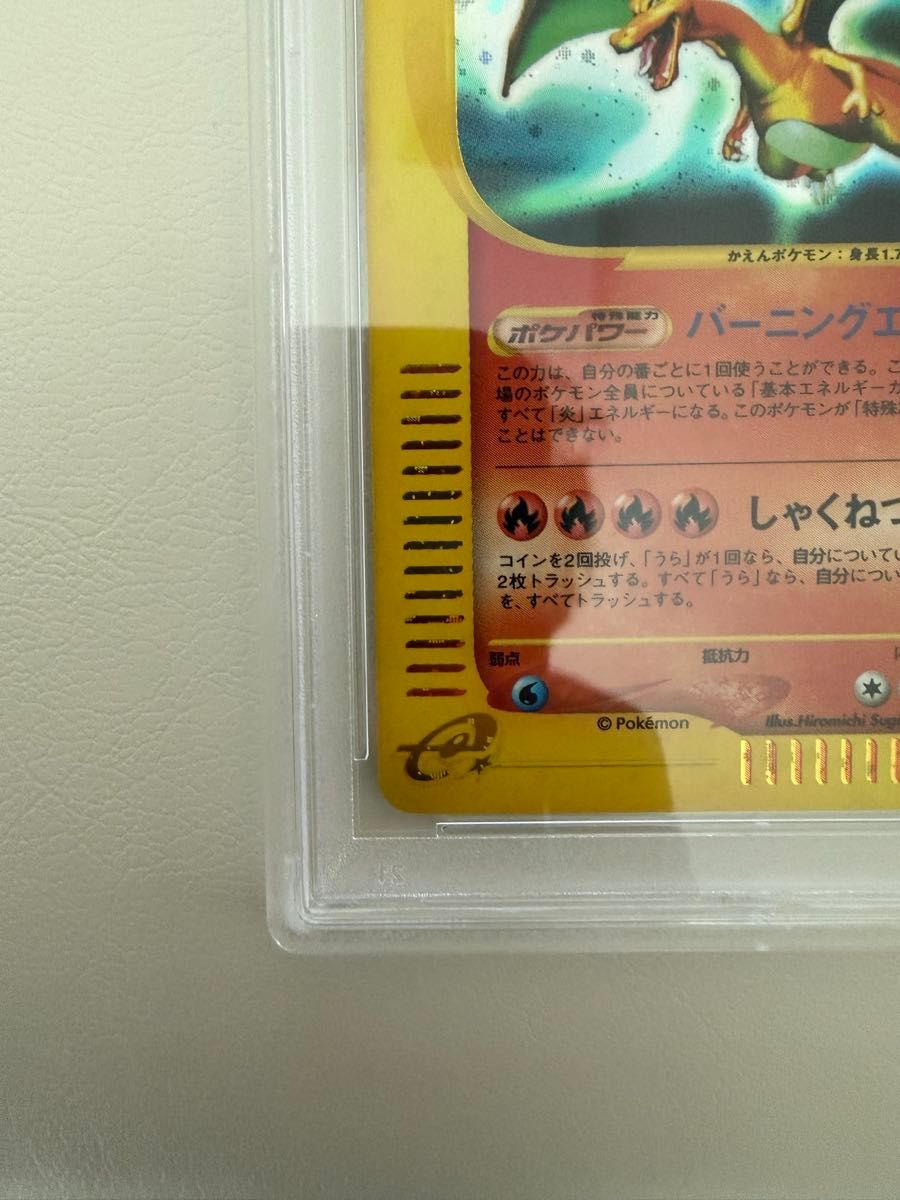 かえんポケモン：身長1.7
特殊能力
ポケパワー
バーニングエ
この力は、自分の番ごとに1回使うことができる。こ
場のポケモン全員についている「基本エネルギーカ
すべて「炎」エネルギーになる。このポケモンが「特殊
ことはできない。
しゃくねつ
コインを2回投げ、「うら」が1回なら、自分につい​てい
2枚トラッシュする。すべて「うら」なら、自分につい
を、すべてトラッシュする。
弱点
抵抗力
© Pokémon
Illus.Hiromichi Sugi